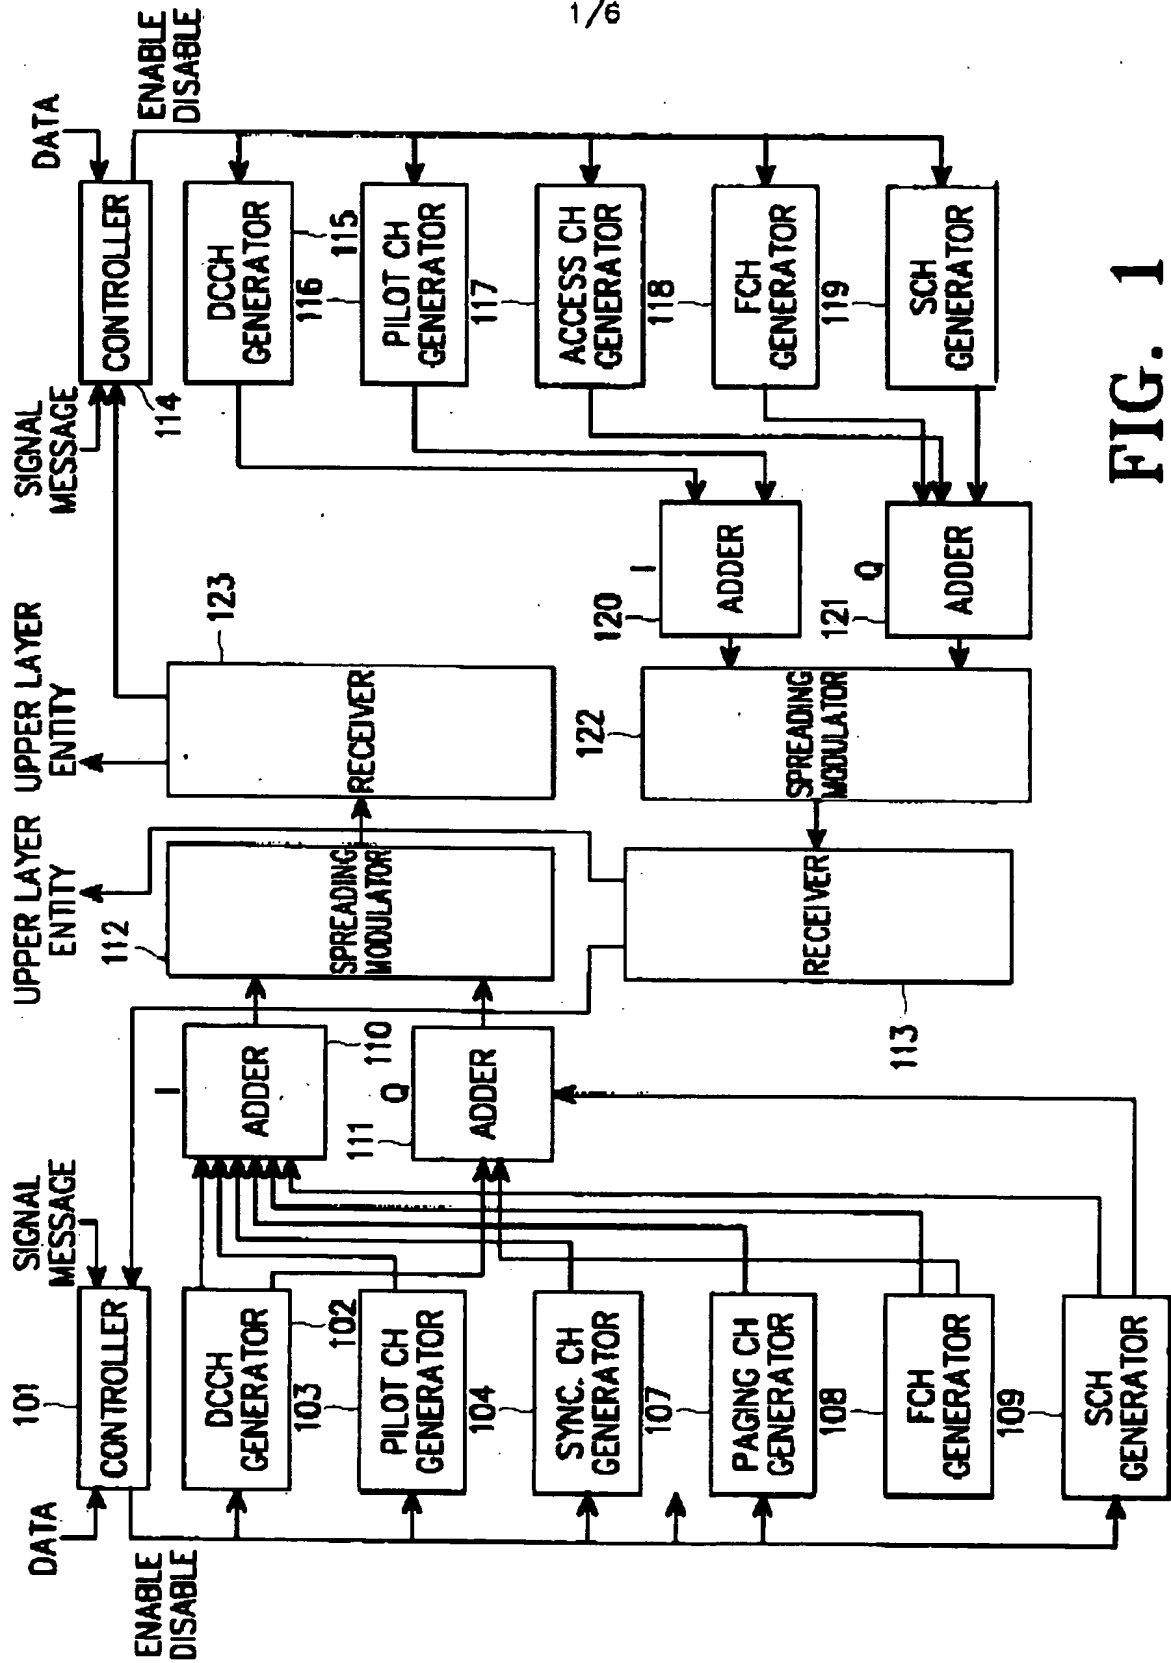 1/6
DATA
ENABLE
DISABLE
101
CONTROLLER
SIGNAL
MESSAGE
DCCH
GENERATOR
102
103
PILOT CH
GENERATOR
104
SYNC. CH
GENERATOR
107
PAGING CH
GENERATOR
108
FCH
GENERATOR
109
SCH
GENERATOR
I
ADDER
110
Q
111
ADDER
UPPER LAYER
ENTITY
112
SPREADING
MODULATOR
RECEIVER
113
UPPER LAYER
ENTITY
123
RECEIVER
122
SPREADING
MODULATOR
I
120
ADDER
Q
121
ADDER
SIGNAL
MESSAGE
114
CONTROLLER
DATA
ENABLE
DISABLE
DCCH
GENERATOR
115
116
PILOT CH
GENERATOR
117
ACCESS CH
GENERATOR
118
FCH
GENERATOR
119
SCH
GENERATOR
FIG. 1